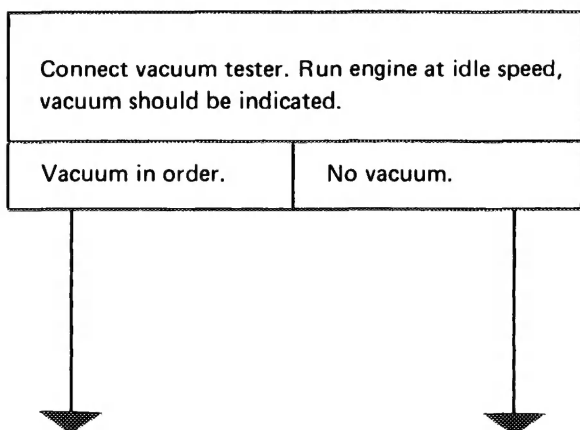 Connect vacuum tester. Run engine at idle speed,
vacuum should be indicated.
Vacuum in order.
No vacuum.